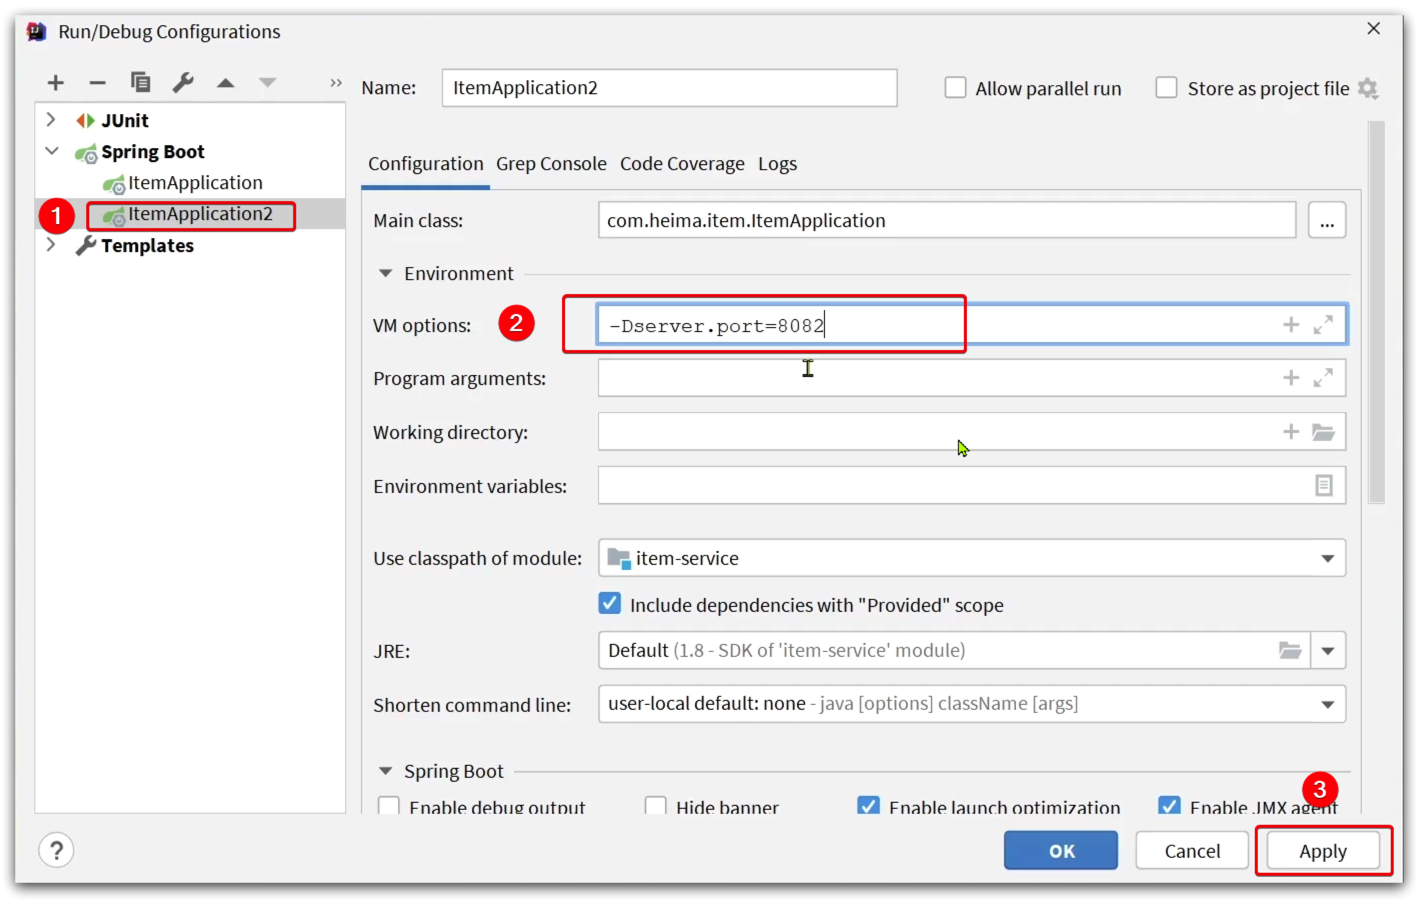 Run/Debug Configurations
Name: ItemApplication2 Allow parallel run Store as project file
JUnit
Spring Boot
ItemApplication
1 ItemApplication2
Templates
Configuration Grep Console Code Coverage Logs
Main class: com.heima.item.ItemApplication ...
Environment
VM options: 2 -Dserver.port=8082
Program arguments:
Working directory:
Environment variables:
Use classpath of module: item-service
Include dependencies with "Provided" scope
JRE: Default (1.8 - SDK of 'item-service' module)
Shorten command line: user-local default: none - java [options] className [args]
Spring Boot
3
Enable debug output Hide banner Enable launch optimization Enable JMX agent
? OK Cancel Apply